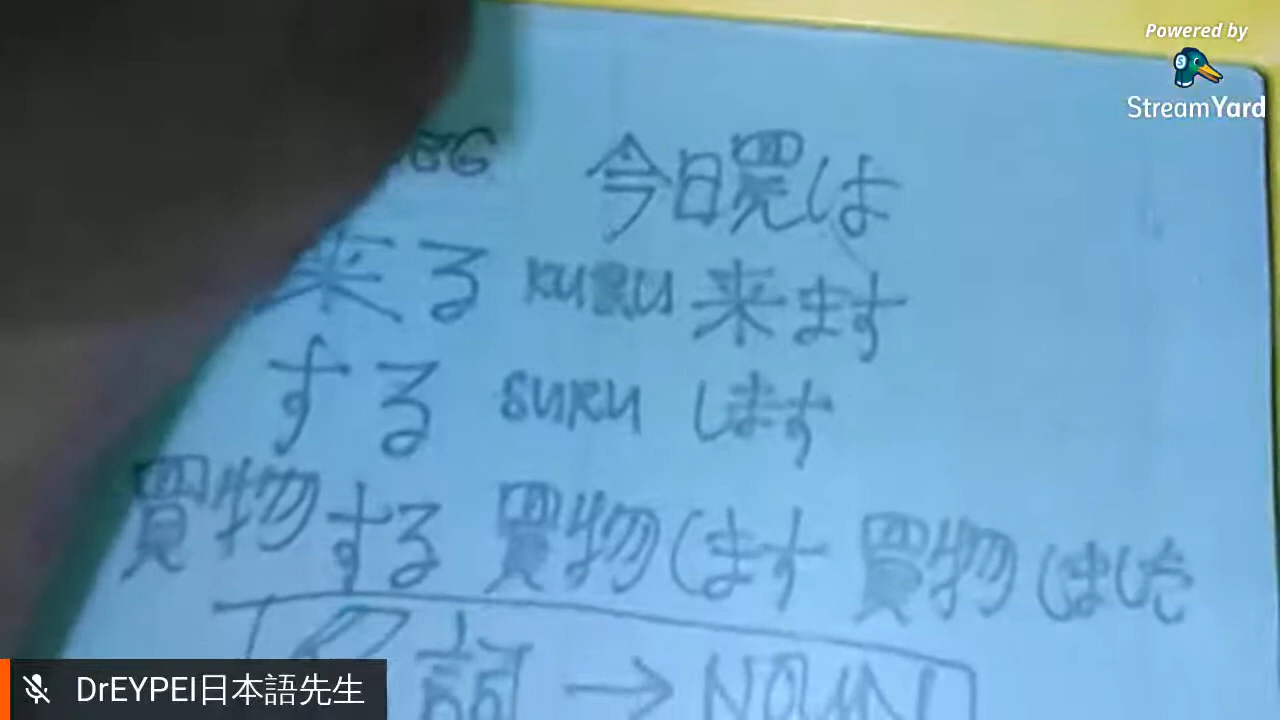 Powered by
StreamYard
今日
来る KURU 来ます
する SURU します
買物する 買物します 買物しました
名詞 → NOUN
DrEYPEI日本語先生